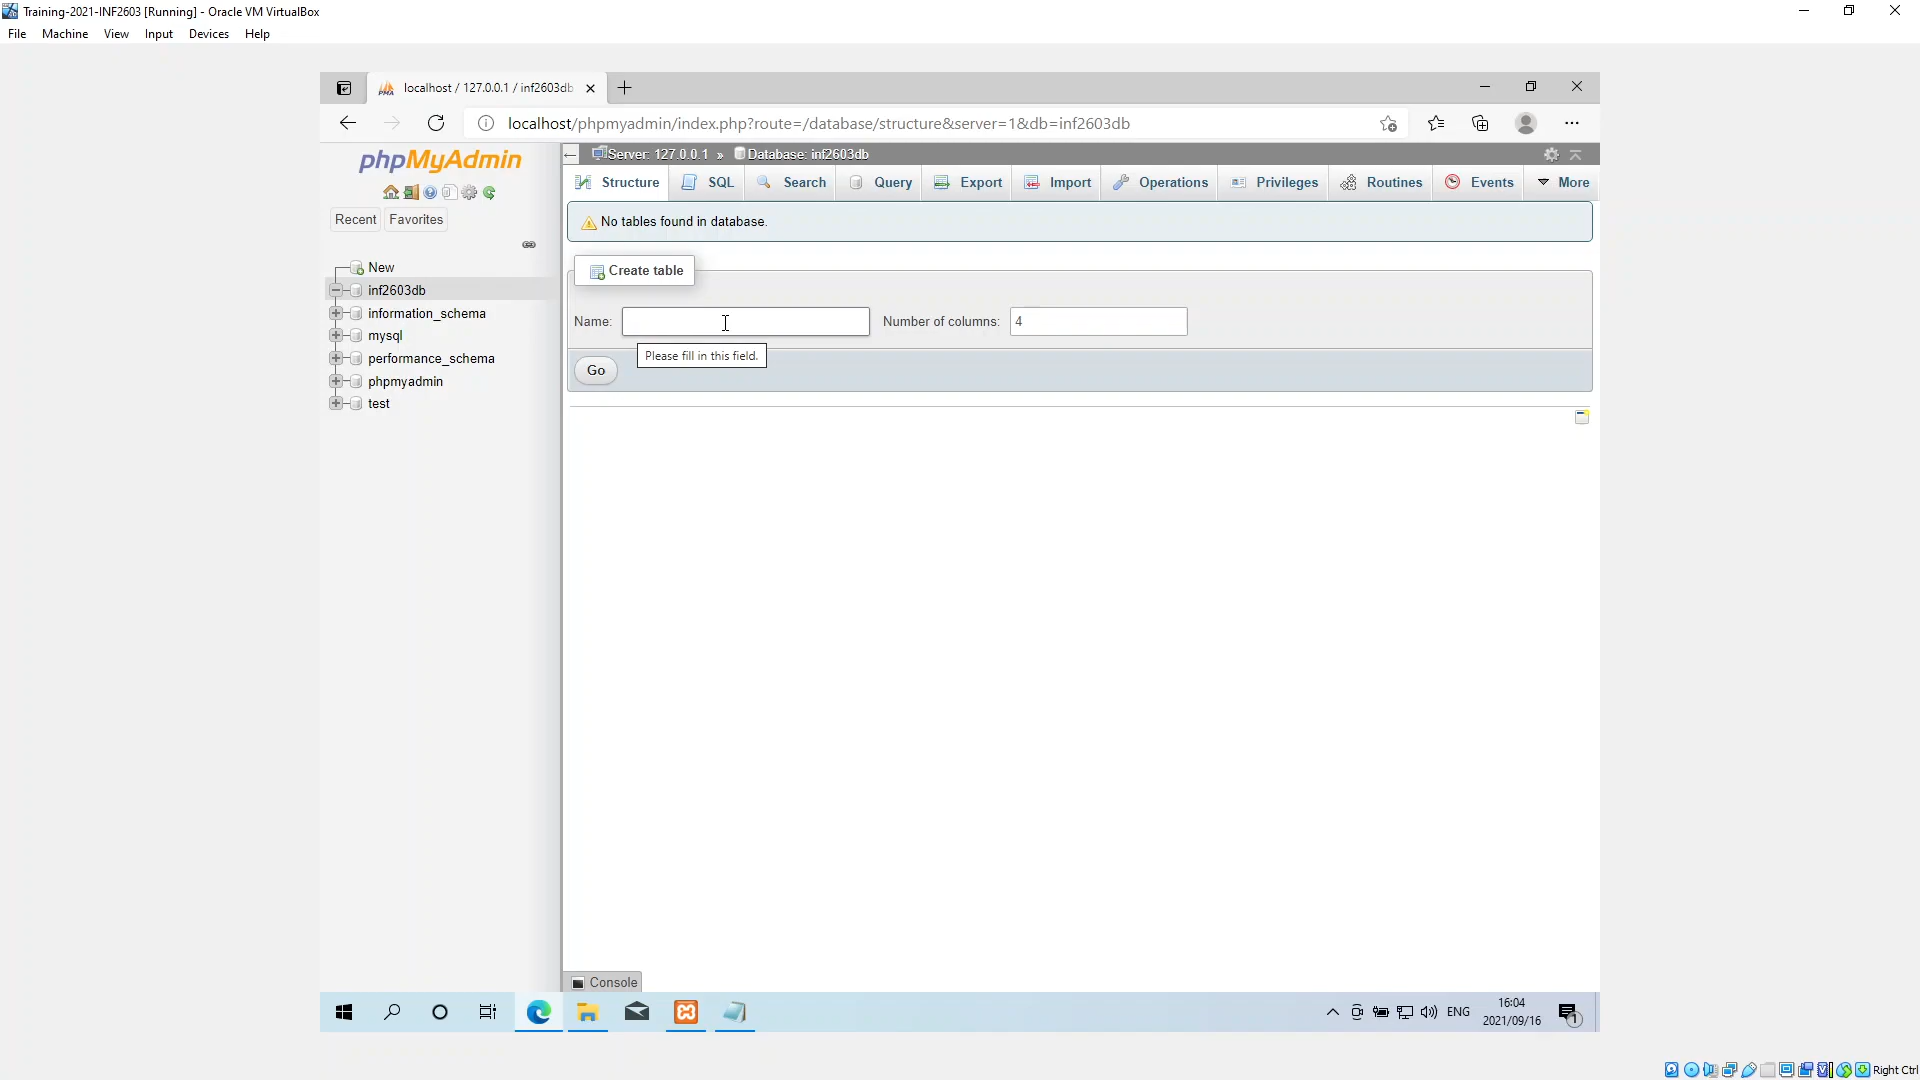 Training-2021-INF2603 [Running] - Oracle VM VirtualBox
File Machine View Input Devices Help
localhost / 127.0.0.1 / inf2603db
localhost/phpmyadmin/index.php?route=/database/structure&server=1&db=inf2603db
phpMyAdmin
Recent Favorites
New
inf2603db
information_schema
mysql
performance_schema
phpmyadmin
test
Server: 127.0.0.1 » Database: inf2603db
Structure SQL Search Query Export Import Operations Privileges Routines Events More
No tables found in database.
Create table
Name: Number of columns: 4
Please fill in this field.
Go
Console
ENG
16:04
2021/09/16
1
Right Ctrl